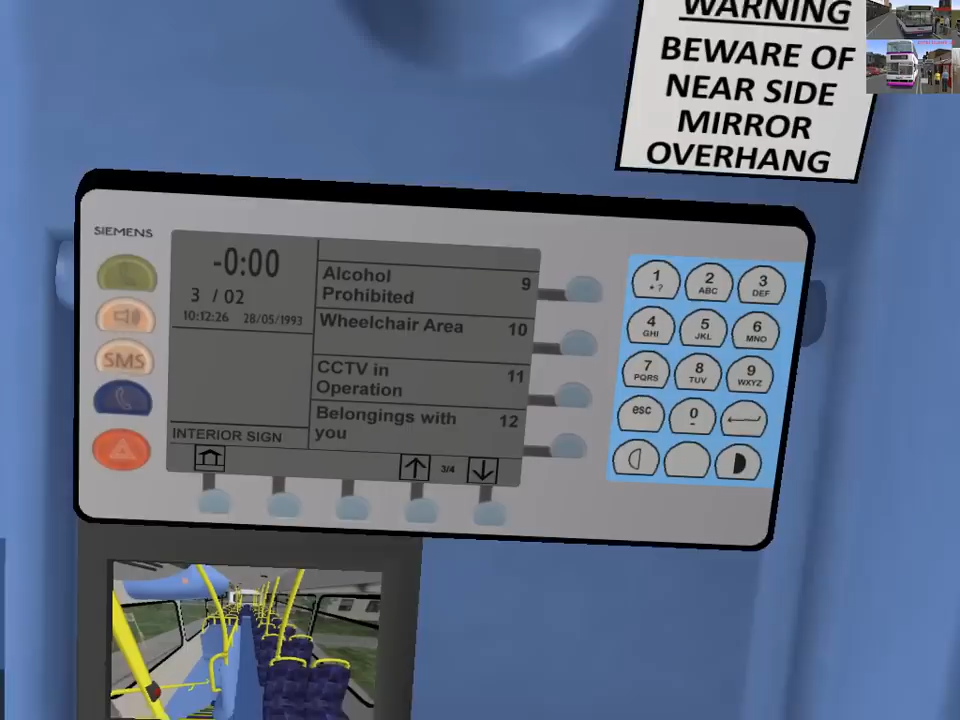 WARNING
BEWARE OF
NEAR SIDE
MIRROR
OVERHANG
SIEMENS
-0:00
3 / 02
10:12:26 28/05/1993
INTERIOR SIGN
Alcohol
Prohibited
9
Wheelchair Area 10
CCTV in
Operation
11
Belongings with
you
12
3/4
SMS
1
* ?
2
ABC
3
DEF
4
GHI
5
JKL
6
MNO
7
PQRS
8
TUV
9
WXYZ
esc
0
-